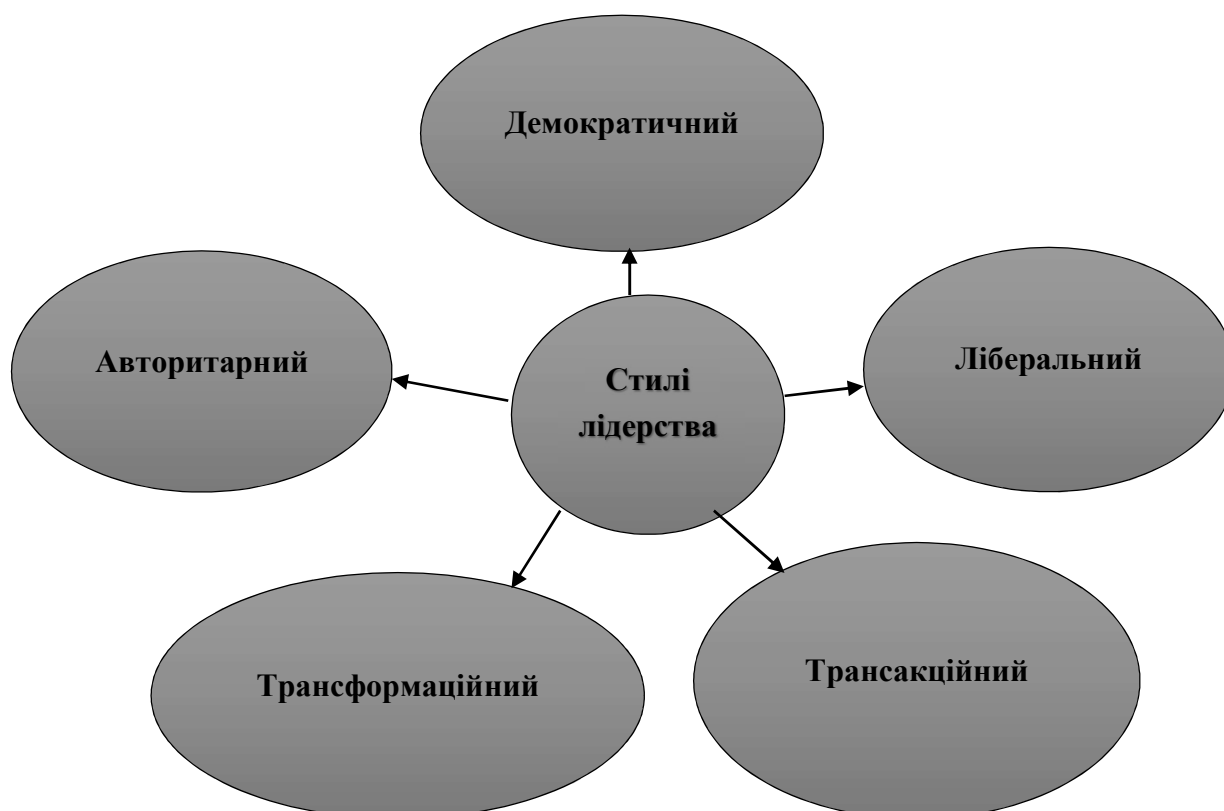 Демократичний
Авторитарний
Стилі
лідерства
Ліберальний
Трансформаційний
Трансакційний